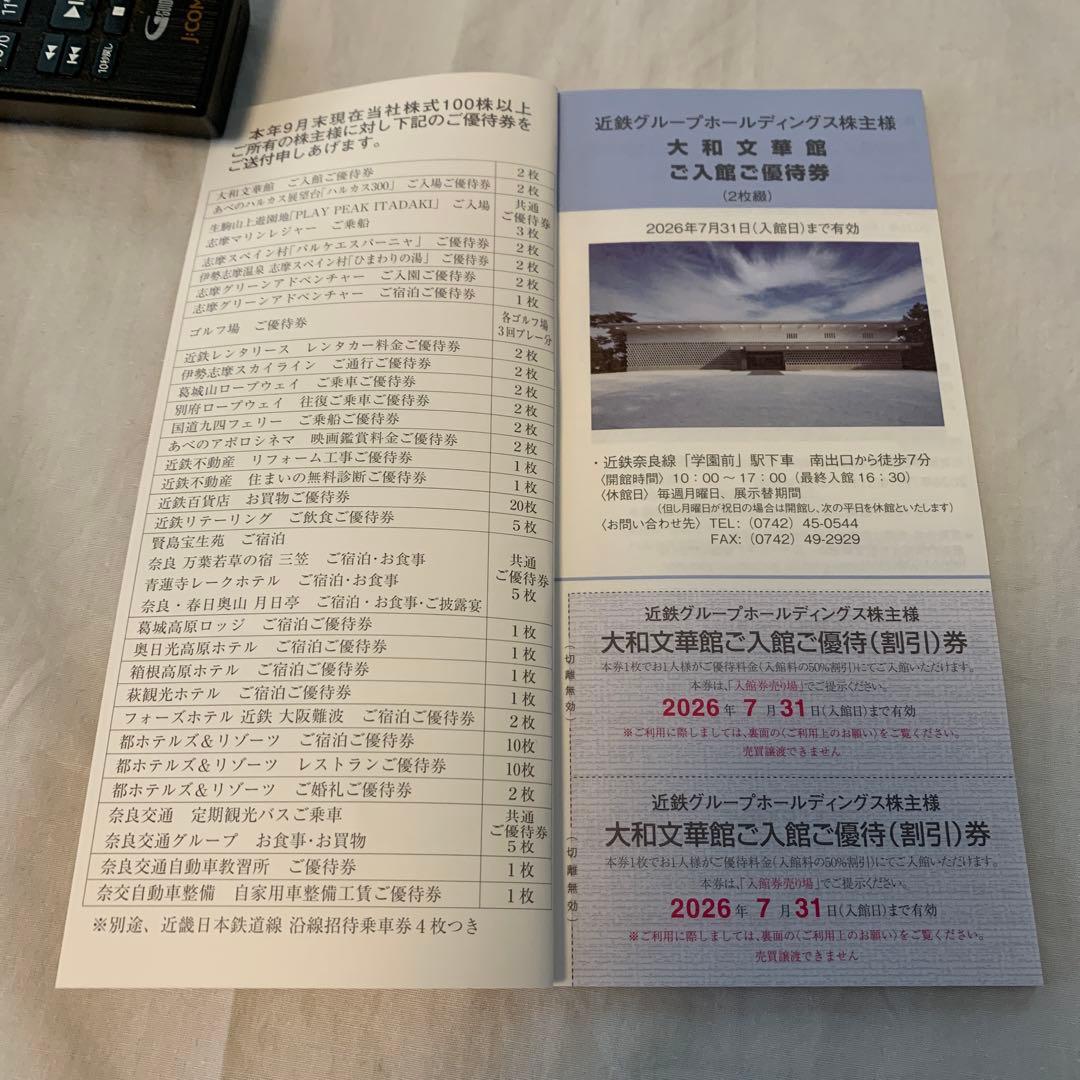 10秒戻し
J:COM
本年9月末現在当社株式100株以上
ご所有の株主様に対し下記のご優待券を
ご送付申しあげます。
大和文華館 ご入館ご優待券 2枚
あべのハルカス展望台「ハルカス300」 ご入場ご優待券 2枚
生駒山上遊園地「PLAY PEAK ITADAKI」 ご入場 共通
志摩マリンレジャー ご乗船 ご優待券 3枚
志摩スペイン村「パルケエスパーニャ」 ご優待券 2枚
伊勢志摩温泉 志摩スペイン村「ひまわりの湯」 ご優待券 2枚
志摩グリーンアドベンチャー ご入園ご優待券 2枚
志摩グリーンアドベンチャー ご宿泊ご優待券 1枚
ゴルフ場 ご優待券 各ゴルフ場 3回プレー分
近鉄レンタリース レンタカー料金ご優待券 2枚
伊勢志摩スカイライン ご通行ご優待券 2枚
葛城山ロープウェイ ご乗車ご優待券 2枚
別府ロープウェイ 往復ご乗車ご優待券 2枚
国道九四フェリー ご乗船ご優待券 2枚
あべのアポロシネマ 映画鑑賞料金ご優待券 2枚
近鉄不動産 リフォーム工事ご優待券 1枚
近鉄不動産 住まいの無料診断ご優待券 1枚
近鉄百貨店 お買物ご優待券 20枚
近鉄リテーリング ご飲食ご優待券 5枚
賢島宝生苑 ご宿泊
奈良 万葉若草の宿 三笠 ご宿泊・お食事 共通
青蓮寺レークホテル ご宿泊・お食事 ご優待券
奈良・春日奥山 月日亭 ご宿泊・お食事・ご披露宴 5枚
葛城高原ロッジ ご宿泊ご優待券 1枚
奥日光高原ホテル ご宿泊ご優待券 1枚
箱根高原ホテル ご宿泊ご優待券 1枚
萩観光ホテル ご宿泊ご優待券 1枚
フォーズホテル 近鉄 大阪難波 ご宿泊ご優待券 2枚
都ホテルズ&リゾーツ ご宿泊ご優待券 10枚
都ホテルズ&リゾーツ レストランご優待券 10枚
都ホテルズ&リゾーツ ご婚礼ご優待券 2枚
奈良交通 定期観光バスご乗車 共通
奈良交通グループ お食事・お買物 ご優待券 5枚
奈良交通自動車教習所 ご優待券 1枚
奈交自動車整備 自家用車整備工賃ご優待券 1枚
※別途、近畿日本鉄道線 沿線招待乗車券4枚つき
近鉄グループホールディングス株主様
大和文華館
ご入館ご優待券
(2枚綴)
2026年7月31日(入館日)まで有効
・近鉄奈良線「学園前」駅下車 南出口から徒歩7分
〈開館時間〉10:00~17:00(最終入館16:30)
〈休館日〉毎週月曜日、展示替期間
(但し月曜日が祝日の場合は開館し、次の平日を休館といたします)
〈お問い合わせ先〉TEL:(0742)45-0544
FAX:(0742)49-2929
近鉄グループホールディングス株主様
大和文華館ご入館ご優待(割引)券
本券1枚でお1人様がご優待料金(入館料の50%割引)にてご入館いただけます。
本券は、「入館券売り場」でご提示ください。
2026年7月31日(入館日)まで有効
※ご利用に際しましては、裏面の〈ご利用上のお願い〉をご覧ください。
売買譲渡できません
(切離無効)
近鉄グループホールディングス株主様
大和文華館ご入館ご優待(割引)券
本券1枚でお1人様がご優待料金(入館料の50%割引)にてご入館いただけます。
本券は、「入館券売り場」でご提示ください。
2026年7月31日(入館日)まで有効
※ご利用に際しましては、裏面の〈ご利用上のお願い〉をご覧ください。
売買譲渡できません
(切離無効)